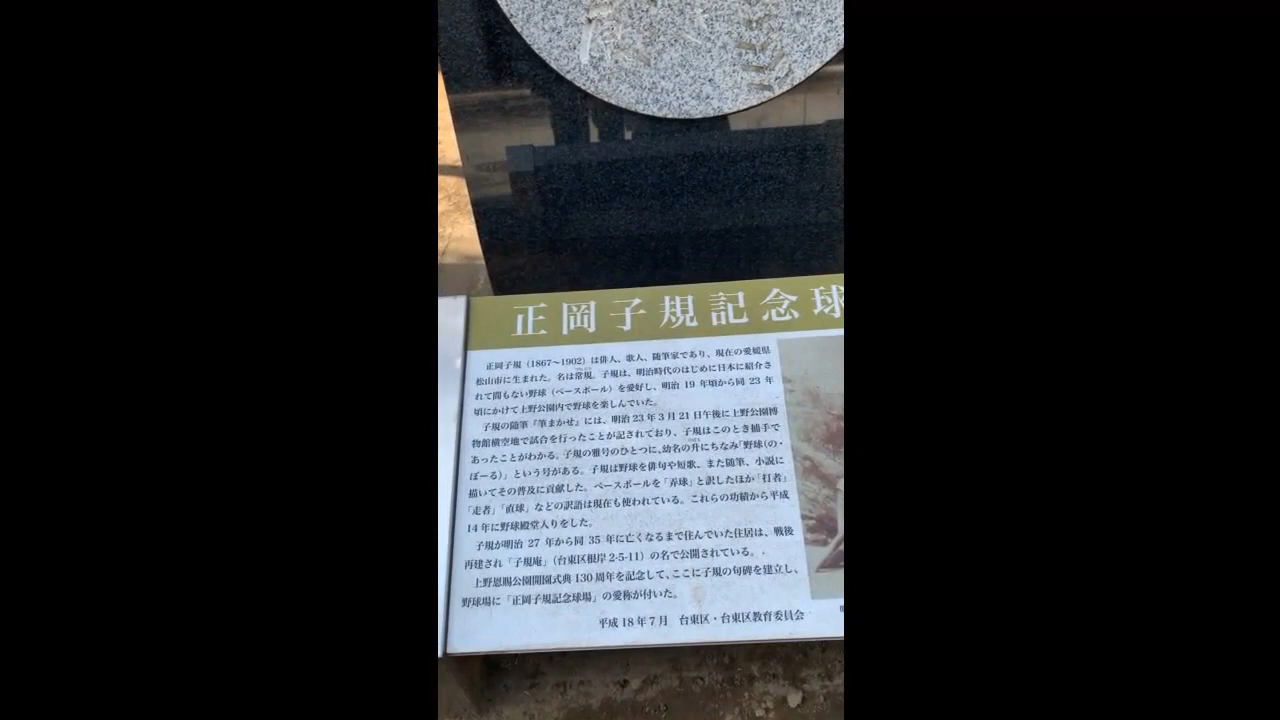 正岡子規記念球
正岡子規（1867～1902）は俳人、歌人、随筆家であり、現在の愛媛県
松山市に生まれた。名は常規。子規は、明治時代のはじめに日本に紹介さ
れて間もない野球（ベースボール）を愛好し、明治 19 年頃から同 23 年
頃にかけて上野公園内で野球を楽しんでいた。
子規の随筆『筆まかせ』には、明治 23 年 3 月 21 日午後に上野公園博
物館横空地で試合を行ったことが記されており、子規はこのとき捕手で
あったことがわかる。子規の雅号のひとつに、幼名の升にちなみ「野球（の・
ぼーる）」という号がある。子規は野球を俳句や短歌、また随筆、小説に
描いてその普及に貢献した。ベースボールを「弄球」と訳したほか「打者」
「走者」「直球」などの訳語は現在も使われている。これらの功績から平成
14 年に野球殿堂入りをした。
子規が明治 27 年から同 35 年に亡くなるまで住んでいた住居は、戦後
再建され「子規庵」（台東区根岸 2-5-11）の名で公開されている。
上野恩賜公園開園式典 130 周年を記念して、ここに子規の句碑を建立し、
野球場に「正岡子規記念球場」の愛称が付いた。
平成 18 年 7 月　台東区・台東区教育委員会